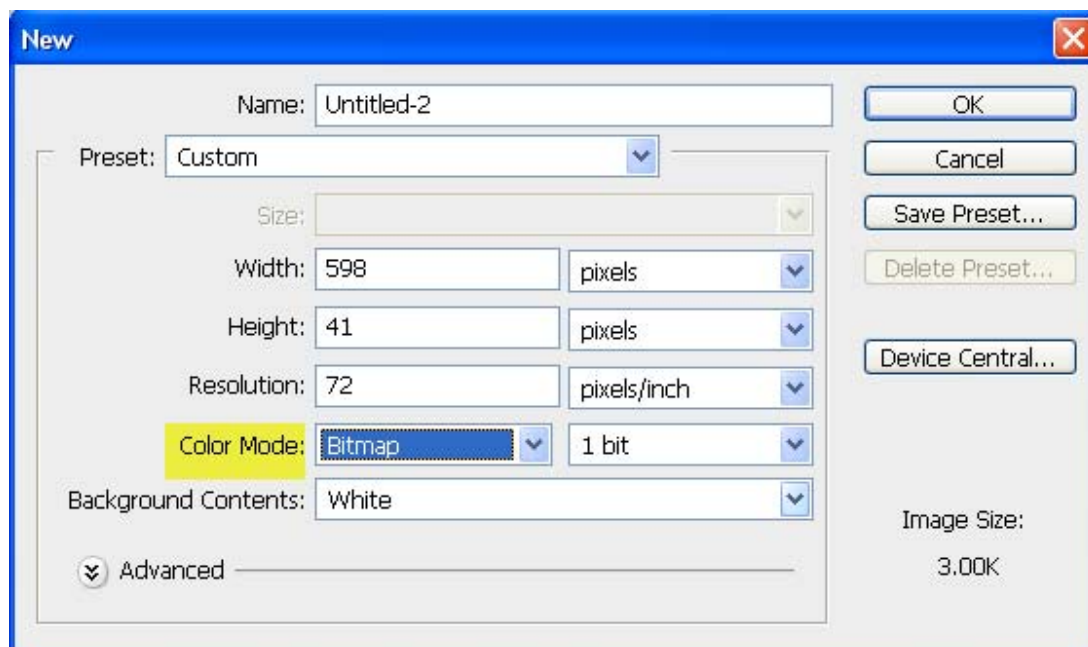 New
Name: Untitled-2
OK
Preset: Custom
Cancel
Size:
Save Preset...
Width: 598 pixels
Delete Preset...
Height: 41 pixels
Device Central...
Resolution: 72 pixels/inch
Color Mode: Bitmap 1 bit
Background Contents: White
Image Size:
3.00K
Advanced